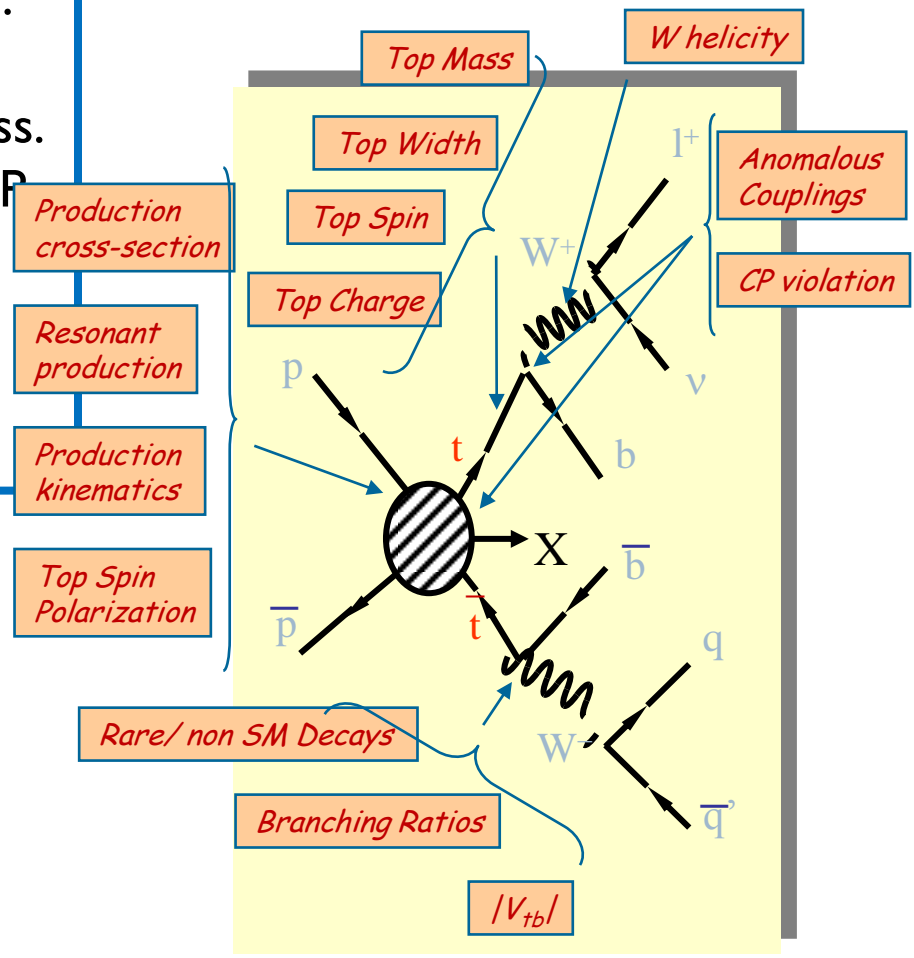 .
ss.
P
W helicity
Top Mass
Top Width
Top Spin
Top Charge
Anomalous
Couplings
CP violation
Production
cross-section
Resonant
production
Production
kinematics
Top Spin
Polarization
l⁺
W⁺
ν
p
b
t
X
b̅
p̅
t̅
q
W⁻
q̅’
Rare/ non SM Decays
Branching Ratios
|V_tb|